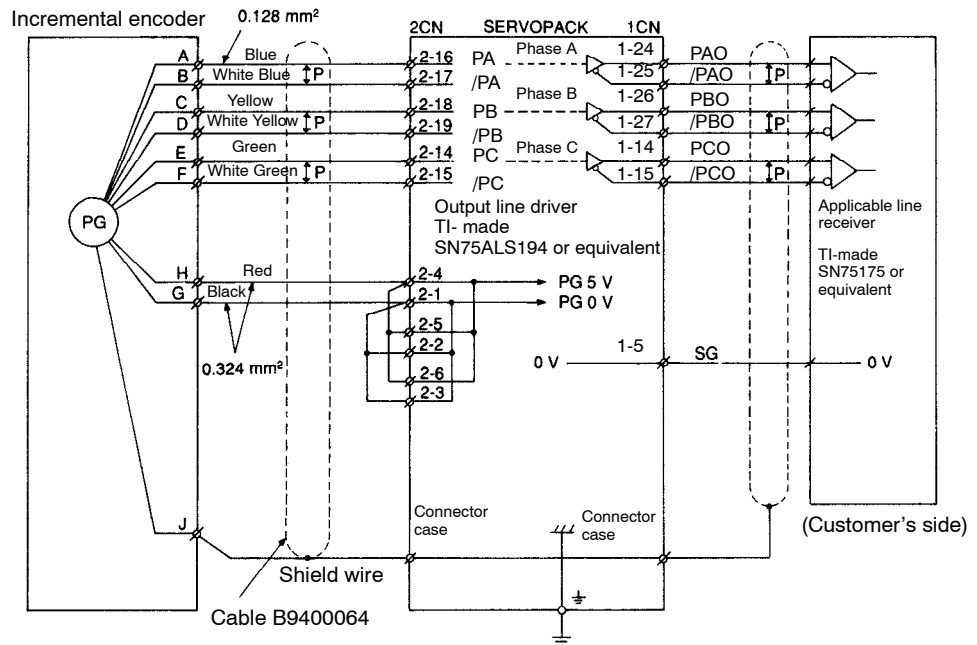 Incremental encoder
0.128 mm²
2CN SERVOPACK 1CN
A Blue 2-16 PA Phase A 1-24 PAO
B White Blue P 2-17 /PA 1-25 /PAO P
C Yellow 2-18 PB Phase B 1-26 PBO
D White Yellow P 2-19 /PB 1-27 /PBO P
E Green 2-14 PC Phase C 1-14 PCO
F White Green P 2-15 /PC 1-15 /PCO P
PG
Output line driver
TI- made
SN75ALS194 or equivalent
Applicable line
receiver
TI-made
SN75175 or
equivalent
H Red 2-4 PG 5 V
G Black 2-1 PG 0 V
2-5
2-2
2-6
2-3
0.324 mm²
0 V 1-5 SG 0 V
J
Connector
case
Connector
case
(Customer's side)
Shield wire
Cable B9400064